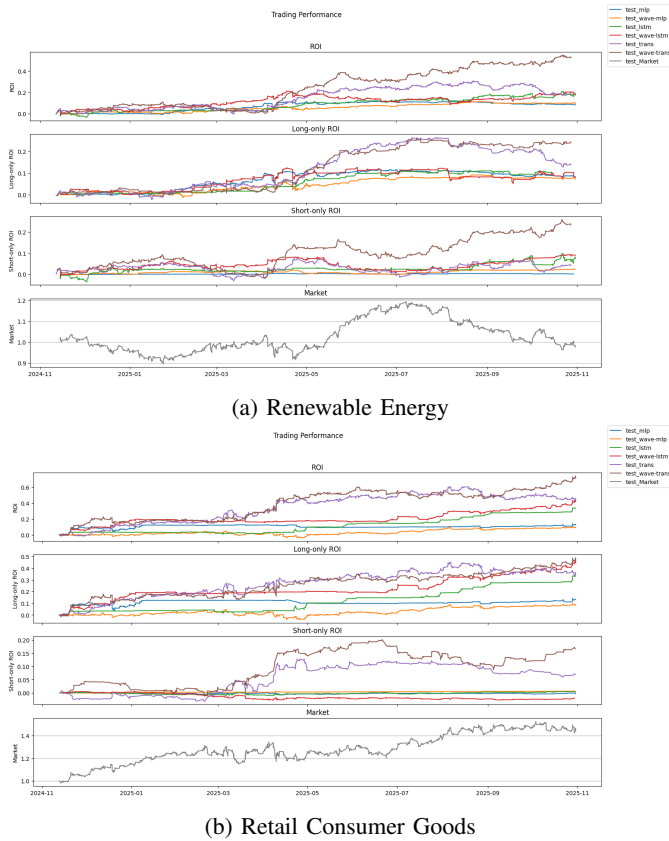 Trading Performance
test_mlp
test_wave-mlp
test_lstm
test_wave-lstm
test_trans
test_wave-trans
test_Market
ROI
ROI
0.4
0.2
0.0
Long-only ROI
Long-only ROI
0.2
0.1
0.0
Short-only ROI
Short-only ROI
0.2
0.1
0.0
Market
Market
1.2
1.1
1.0
0.9
2024-11 2025-01 2025-03 2025-05 2025-07 2025-09 2025-11
(a) Renewable Energy
Trading Performance
test_mlp
test_wave-mlp
test_lstm
test_wave-lstm
test_trans
test_wave-trans
test_Market
ROI
ROI
0.6
0.4
0.2
0.0
Long-only ROI
Long-only ROI
0.5
0.4
0.3
0.2
0.1
0.0
Short-only ROI
Short-only ROI
0.20
0.15
0.10
0.05
0.00
Market
Market
1.4
1.2
1.0
2024-11 2025-01 2025-03 2025-05 2025-07 2025-09 2025-11
(b) Retail Consumer Goods